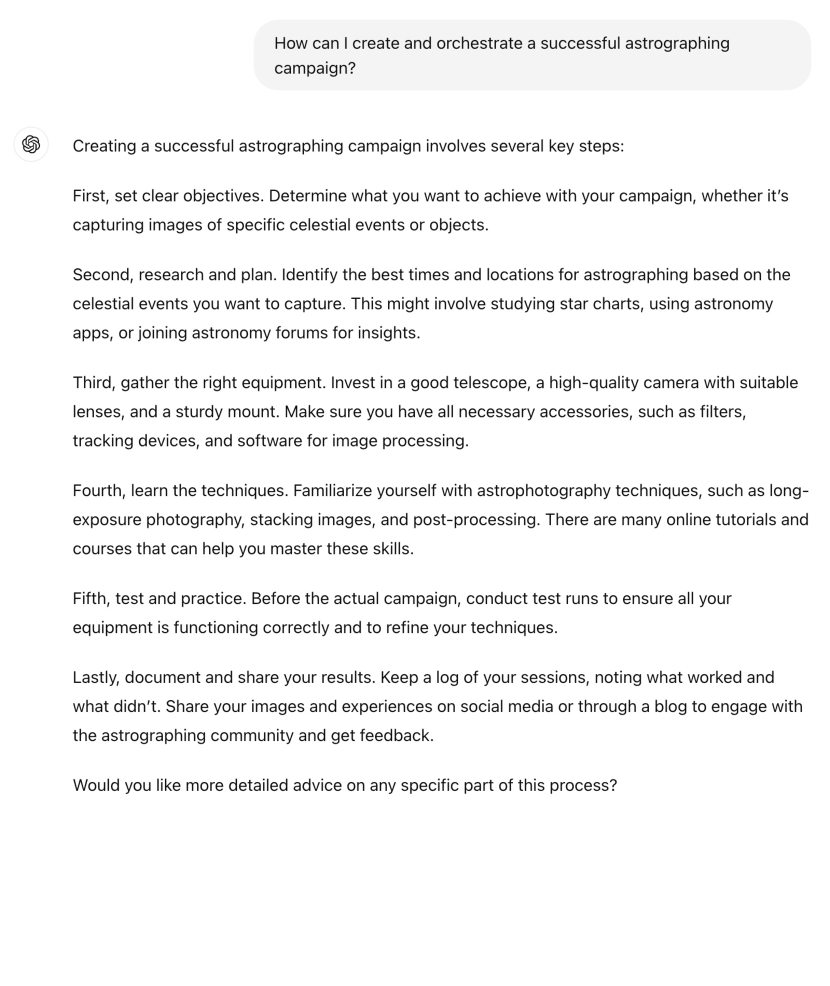 How can I create and orchestrate a successful astrographing
campaign?
Creating a successful astrographing campaign involves several key steps:
First, set clear objectives. Determine what you want to achieve with your campaign, whether it’s
capturing images of specific celestial events or objects.
Second, research and plan. Identify the best times and locations for astrographing based on the
celestial events you want to capture. This might involve studying star charts, using astronomy
apps, or joining astronomy forums for insights.
Third, gather the right equipment. Invest in a good telescope, a high-quality camera with suitable
lenses, and a sturdy mount. Make sure you have all necessary accessories, such as filters,
tracking devices, and software for image processing.
Fourth, learn the techniques. Familiarize yourself with astrophotography techniques, such as long-
exposure photography, stacking images, and post-processing. There are many online tutorials and
courses that can help you master these skills.
Fifth, test and practice. Before the actual campaign, conduct test runs to ensure all your
equipment is functioning correctly and to refine your techniques.
Lastly, document and share your results. Keep a log of your sessions, noting what worked and
what didn’t. Share your images and experiences on social media or through a blog to engage with
the astrographing community and get feedback.
Would you like more detailed advice on any specific part of this process?